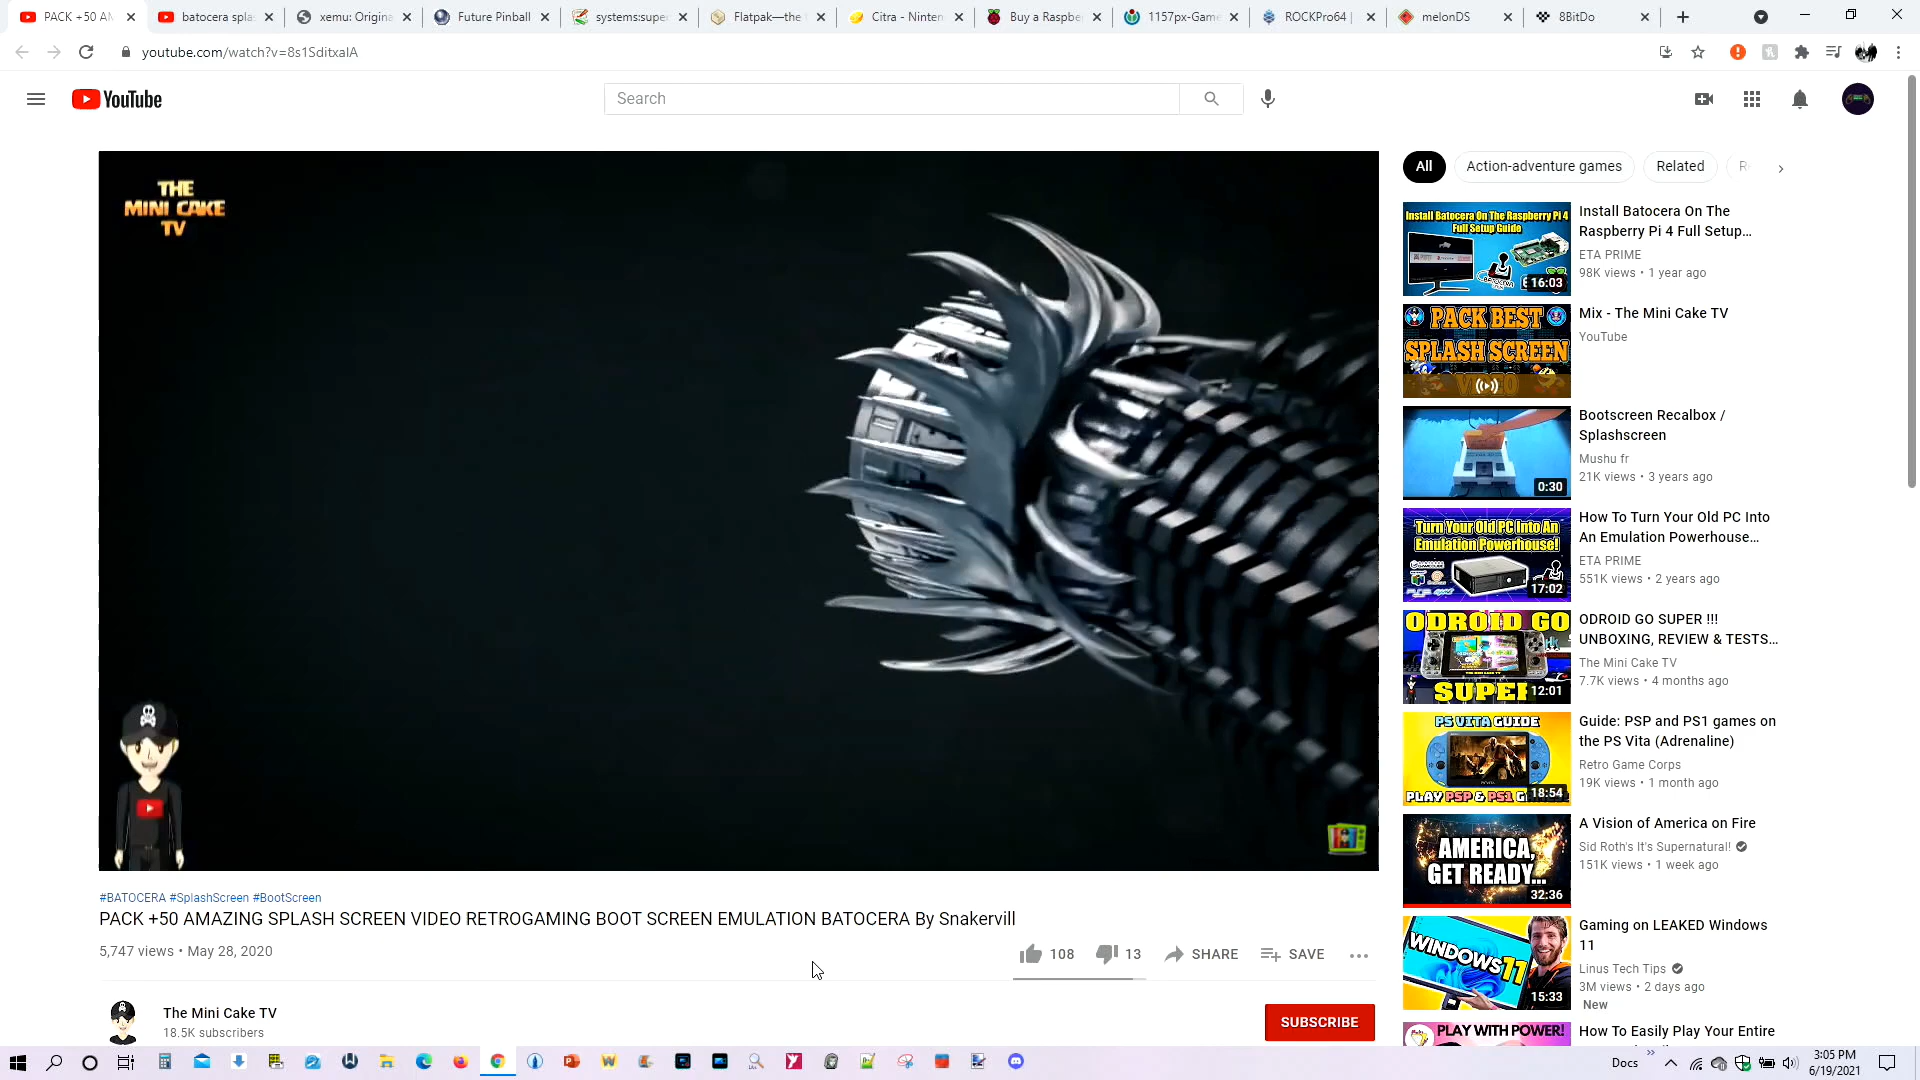 PACK +50 AM
batocera spla
xemu: Origina
Future Pinball
systems:supe
Flatpak—the
Citra - Ninten
Buy a Raspbe
1157px-Game
ROCKPro64 |
melonDS
8BitDo
youtube.com/watch?v=8s1SditxalA
YouTube
Search
THE
MINI CAKE
TV
All
Action-adventure games
Related
Install Batocera On The Raspberry Pi 4
Full Setup Guide
16:03
Install Batocera On The
Raspberry Pi 4 Full Setup…
ETA PRIME
98K views • 1 year ago
PACK BEST
SPLASH SCREEN
VIDEO
Mix - The Mini Cake TV
YouTube
0:30
Bootscreen Recalbox /
Splashscreen
Mushu fr
21K views • 3 years ago
Turn Your Old PC Into An
Emulation Powerhouse!
17:02
How To Turn Your Old PC Into
An Emulation Powerhouse…
ETA PRIME
551K views • 2 years ago
ODROID GO
SUPER
12:01
ODROID GO SUPER !!!
UNBOXING, REVIEW & TESTS…
The Mini Cake TV
7.7K views • 4 months ago
PS VITA GUIDE
PLAY PSP & PS1 G
18:54
Guide: PSP and PS1 games on
the PS Vita (Adrenaline)
Retro Game Corps
19K views • 1 month ago
AMERICA,
GET READY...
32:36
A Vision of America on Fire
Sid Roth's It's Supernatural!
151K views • 1 week ago
WINDOWS 11
15:33
Gaming on LEAKED Windows
11
Linus Tech Tips
3M views • 2 days ago
New
PLAY WITH POWER!
How To Easily Play Your Entire
#BATOCERA #SplashScreen #BootScreen
PACK +50 AMAZING SPLASH SCREEN VIDEO RETROGAMING BOOT SCREEN EMULATION BATOCERA By Snakervill
5,747 views • May 28, 2020
108
13
SHARE
SAVE
The Mini Cake TV
18.5K subscribers
SUBSCRIBE
Docs
3:05 PM
6/19/2021